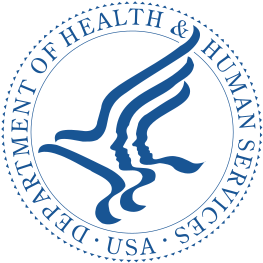 DEPARTMENT OF HEALTH & HUMAN SERVICES · USA ·